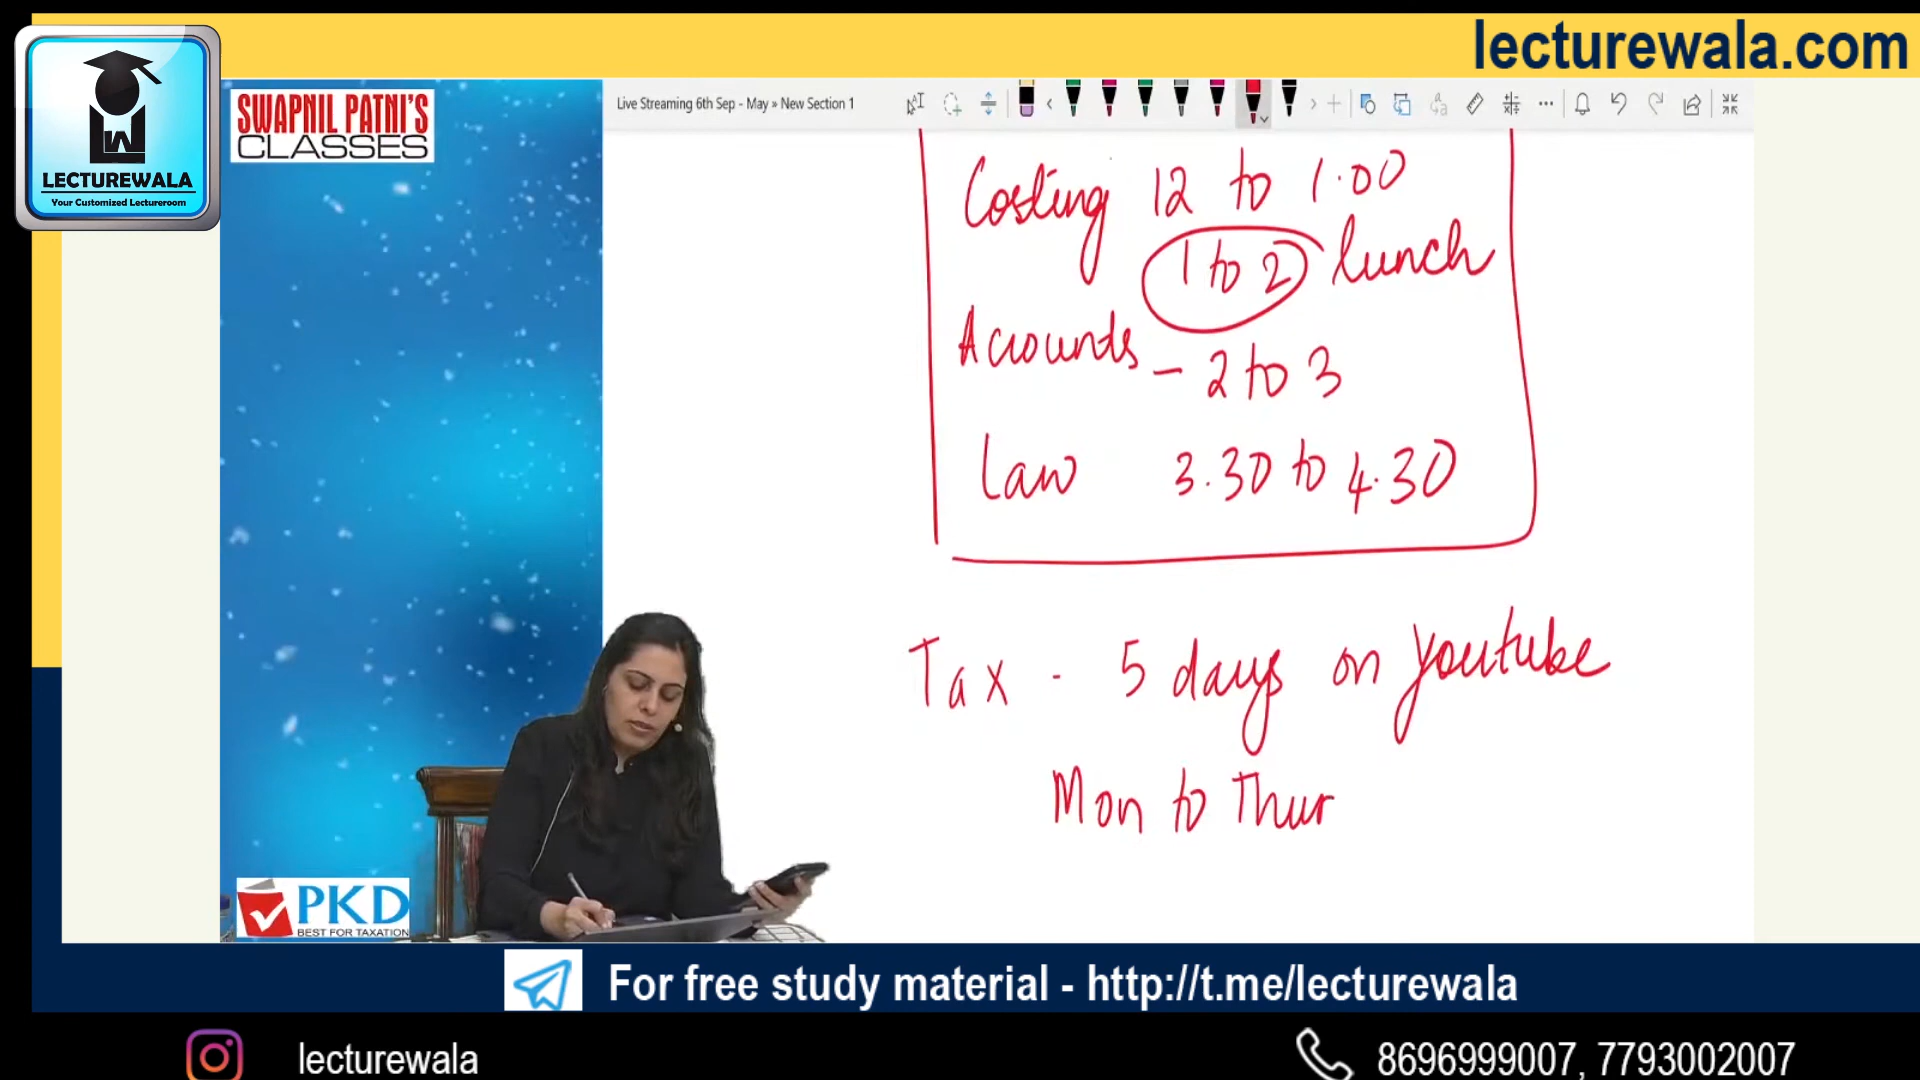 lecturewala.com
LW
LECTUREWALA
Your Customized Lectureroom
SWAPNIL PATNI'S
CLASSES
Live Streaming 6th Sep - May » New Section 1
Costing 12 to 1.00
1 to 2 lunch
Accounts - 2 to 3
Law 3.30 to 4.30
Tax - 5 days on youtube
Mon to Thur
PKD
BEST FOR TAXATION
For free study material - http://t.me/lecturewala
lecturewala
8696999007, 7793002007